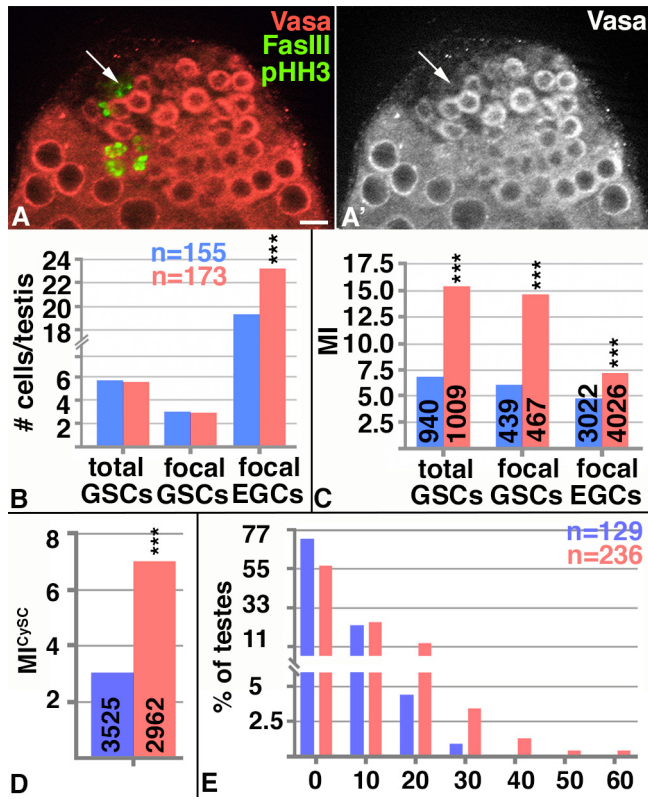 Vasa
FasIII
pHH3
Vasa
A
A'
24
22
20
18
6
4
2
# cells/testis
n=155
n=173
***
total
GSCs
focal
GSCs
focal
EGCs
B
17.5
15.0
12.5
10.0
7.5
5.0
2.5
MI
***
***
***
940
1009
439
467
3022
4026
total
GSCs
focal
GSCs
focal
EGCs
C
8
6
4
2
MICySC
***
3525
2962
D
77
55
33
11
5
2.5
% of testes
n=129
n=236
0 10 20 30 40 50 60
E